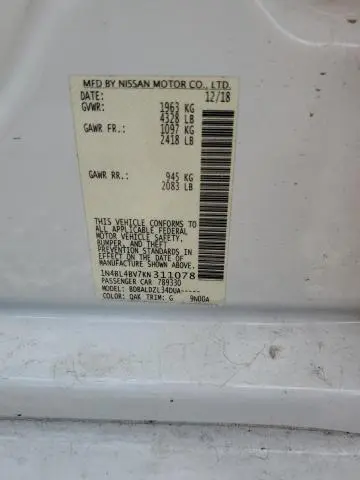 MFD BY NISSAN MOTOR CO., LTD.
DATE: 12/18
GVWR: 1963 KG
4328 LB
GAWR FR.: 1097 KG
2418 LB
GAWR RR.: 945 KG
2083 LB
THIS VEHICLE CONFORMS TO
ALL APPLICABLE FEDERAL
MOTOR VEHICLE SAFETY,
BUMPER, AND THEFT
PREVENTION STANDARDS
IN EFFECT ON THE DATE
OF MANUFACTURE SHOWN ABOVE.
1N4BL4BV7KN311078
PASSENGER CAR 789330
MODEL: BDBALDZL34DUA-----
COLOR: QAK TRIM: G 9N00A